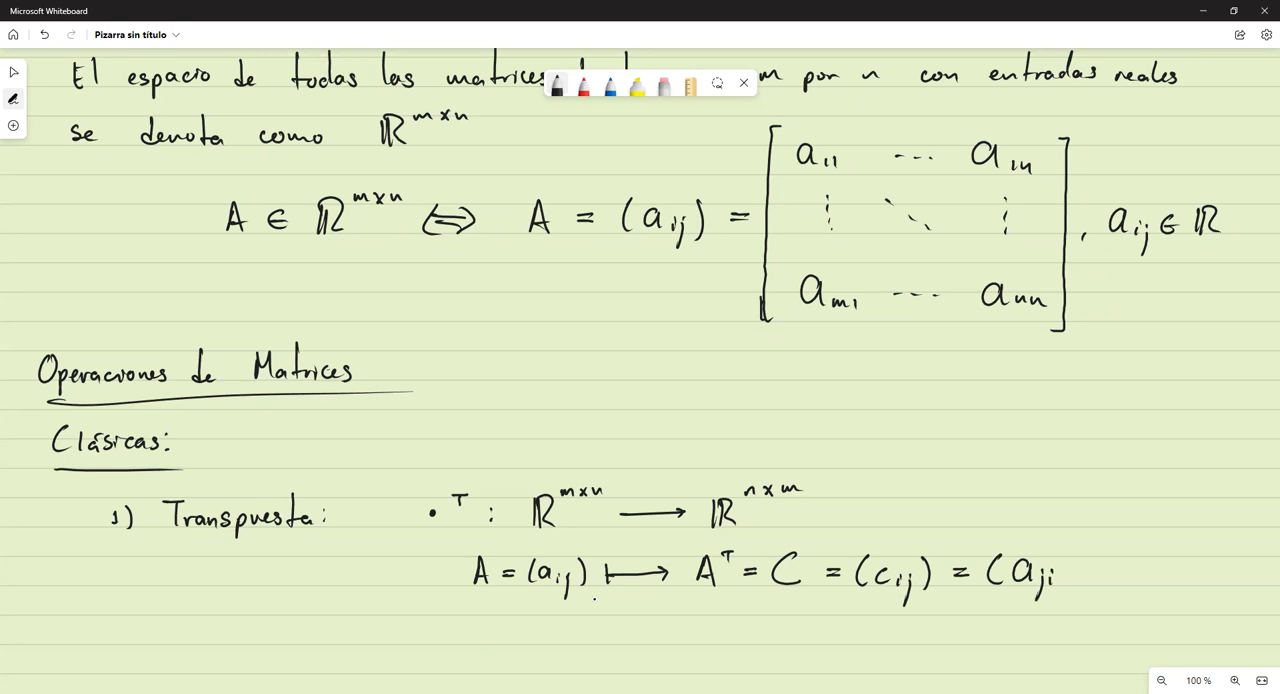 Microsoft Whiteboard
Pizarra sin título
El espacio de todas las matrices m por n con entradas reales
se denota como ℝ^{m×n}
A ∈ ℝ^{m×n} ⟺ A = (a_{ij}) = [a_{11} ... a_{1n} ⋮ ⋱ ⋮ a_{m1} ... a_{mn}], a_{ij} ∈ ℝ
Operaciones de Matrices
Clásicas:
1) Transpuesta: •^T : ℝ^{m×n} ⟶ ℝ^{n×m}
A = (a_{ij}) ⟼ A^T = C = (c_{ij}) = (a_{ji}
100 %